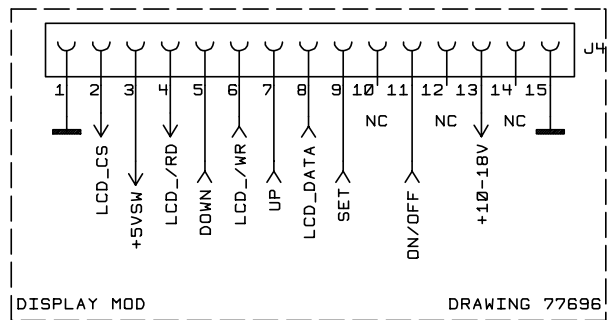 J4
1 2 3 4 5 6 7 8 9 10 11 12 13 14 15
NC NC NC
LCD_CS
+5VSW
LCD_/RD
DOWN
LCD_/WR
UP
LCD_DATA
SET
ON/OFF
+10-18V
DISPLAY MOD DRAWING 77696